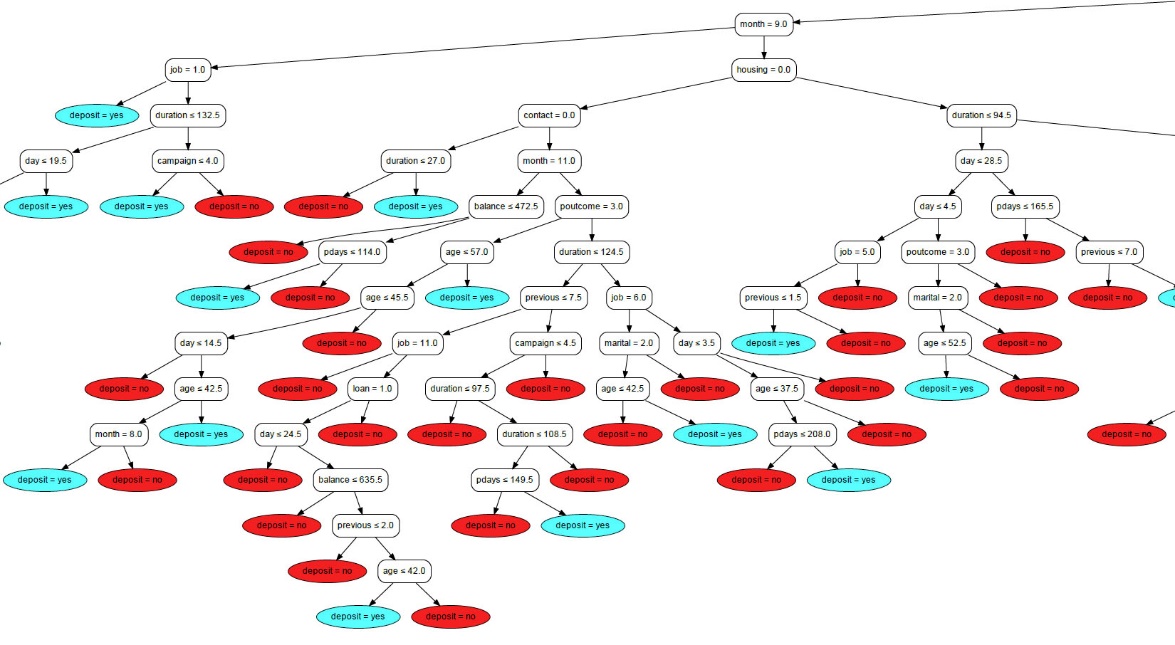 month = 9.0
job = 1.0
housing = 0.0
deposit = yes
duration ≤ 132.5
contact = 0.0
duration ≤ 94.5
day ≤ 19.5
campaign ≤ 4.0
duration ≤ 27.0
month = 11.0
day ≤ 28.5
deposit = yes
deposit = yes
deposit = no
deposit = no
deposit = yes
balance ≤ 472.5
poutcome = 3.0
day ≤ 4.5
pdays ≤ 165.5
deposit = no
pdays ≤ 114.0
age ≤ 57.0
duration ≤ 124.5
job = 5.0
poutcome = 3.0
deposit = no
previous ≤ 7.0
deposit = yes
deposit = no
age ≤ 45.5
deposit = yes
previous ≤ 7.5
job = 6.0
previous ≤ 1.5
deposit = no
marital = 2.0
deposit = no
deposit = no
day ≤ 14.5
deposit = no
job = 11.0
campaign ≤ 4.5
marital = 2.0
day ≤ 3.5
deposit = yes
deposit = no
age ≤ 52.5
deposit = no
deposit = no
age ≤ 42.5
deposit = no
loan = 1.0
duration ≤ 97.5
deposit = no
age ≤ 42.5
deposit = no
age ≤ 37.5
deposit = no
deposit = yes
deposit = no
month = 8.0
deposit = yes
day ≤ 24.5
deposit = no
deposit = no
duration ≤ 108.5
deposit = no
deposit = yes
pdays ≤ 208.0
deposit = no
deposit = no
deposit = yes
deposit = no
deposit = no
balance ≤ 635.5
pdays ≤ 149.5
deposit = no
deposit = no
deposit = yes
deposit = no
previous ≤ 2.0
deposit = no
deposit = yes
deposit = no
age ≤ 42.0
deposit = yes
deposit = no